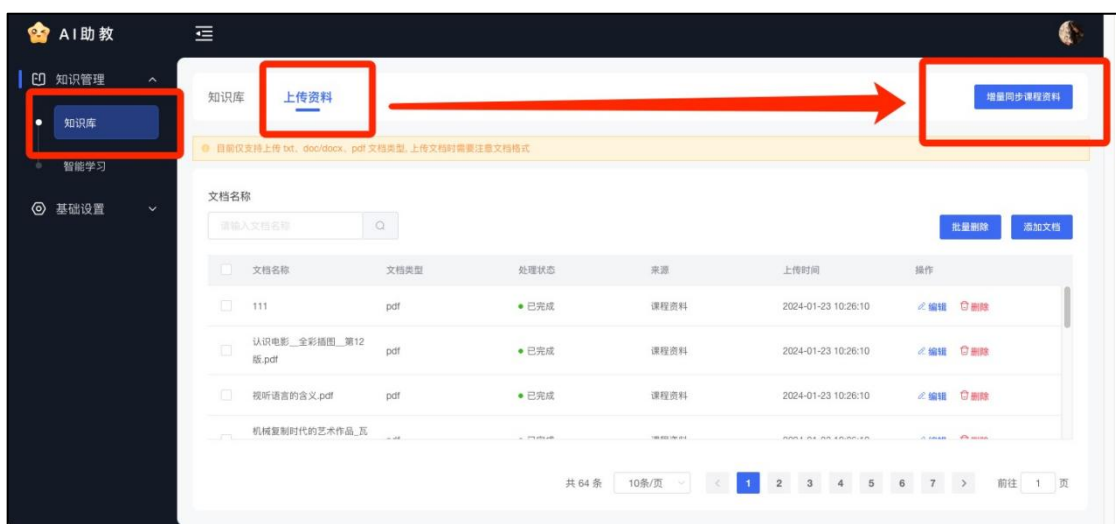 AI助教
知识管理
知识库
智能学习
基础设置
知识库 上传资料 增量同步课程资料
目前仅支持上传 txt、doc/docx、pdf 文档类型, 上传文档时需要注意文档格式
文档名称
请输入文档名称
批量删除 添加文档
文档名称 文档类型 处理状态 来源 上传时间 操作
111 pdf 已完成 课程资料 2024-01-23 10:26:10 编辑 删除
认识电影__全彩插图__第12
版.pdf pdf 已完成 课程资料 2024-01-23 10:26:10 编辑 删除
视听语言的含义.pdf pdf 已完成 课程资料 2024-01-23 10:26:10 编辑 删除
机械复制时代的艺术作品_瓦
共 64 条 10条/页 < 1 2 3 4 5 6 7 > 前往 1 页